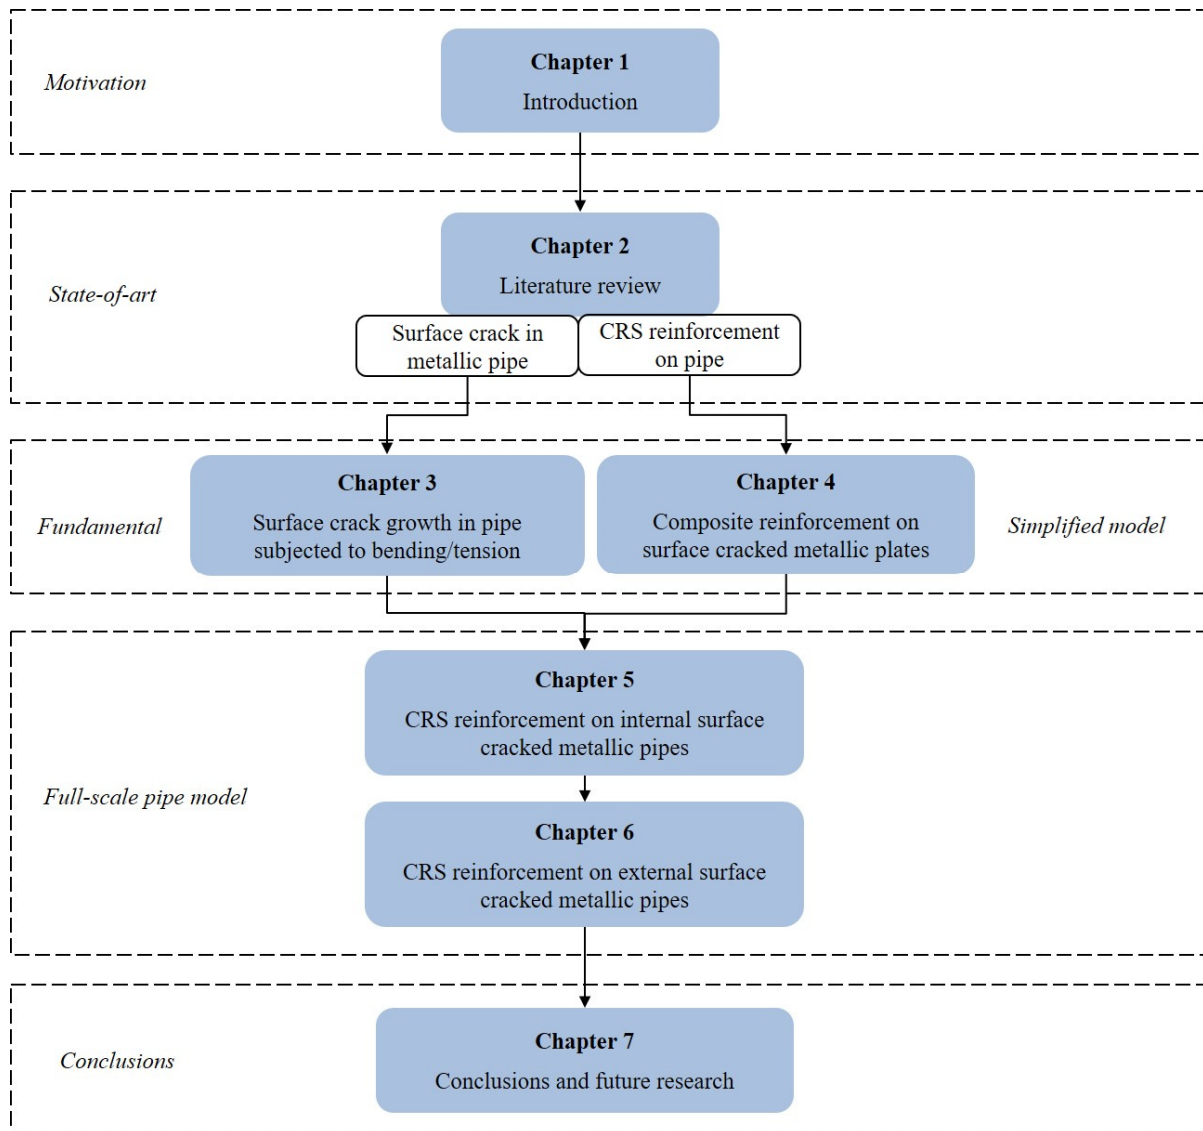 Motivation
Chapter 1
Introduction
State-of-art
Chapter 2
Literature review
Surface crack in
metallic pipe
CRS reinforcement
on pipe
Fundamental
Chapter 3
Surface crack growth in pipe
subjected to bending/tension
Chapter 4
Composite reinforcement on
surface cracked metallic plates
Simplified model
Full-scale pipe model
Chapter 5
CRS reinforcement on internal surface
cracked metallic pipes
Chapter 6
CRS reinforcement on external surface
cracked metallic pipes
Conclusions
Chapter 7
Conclusions and future research